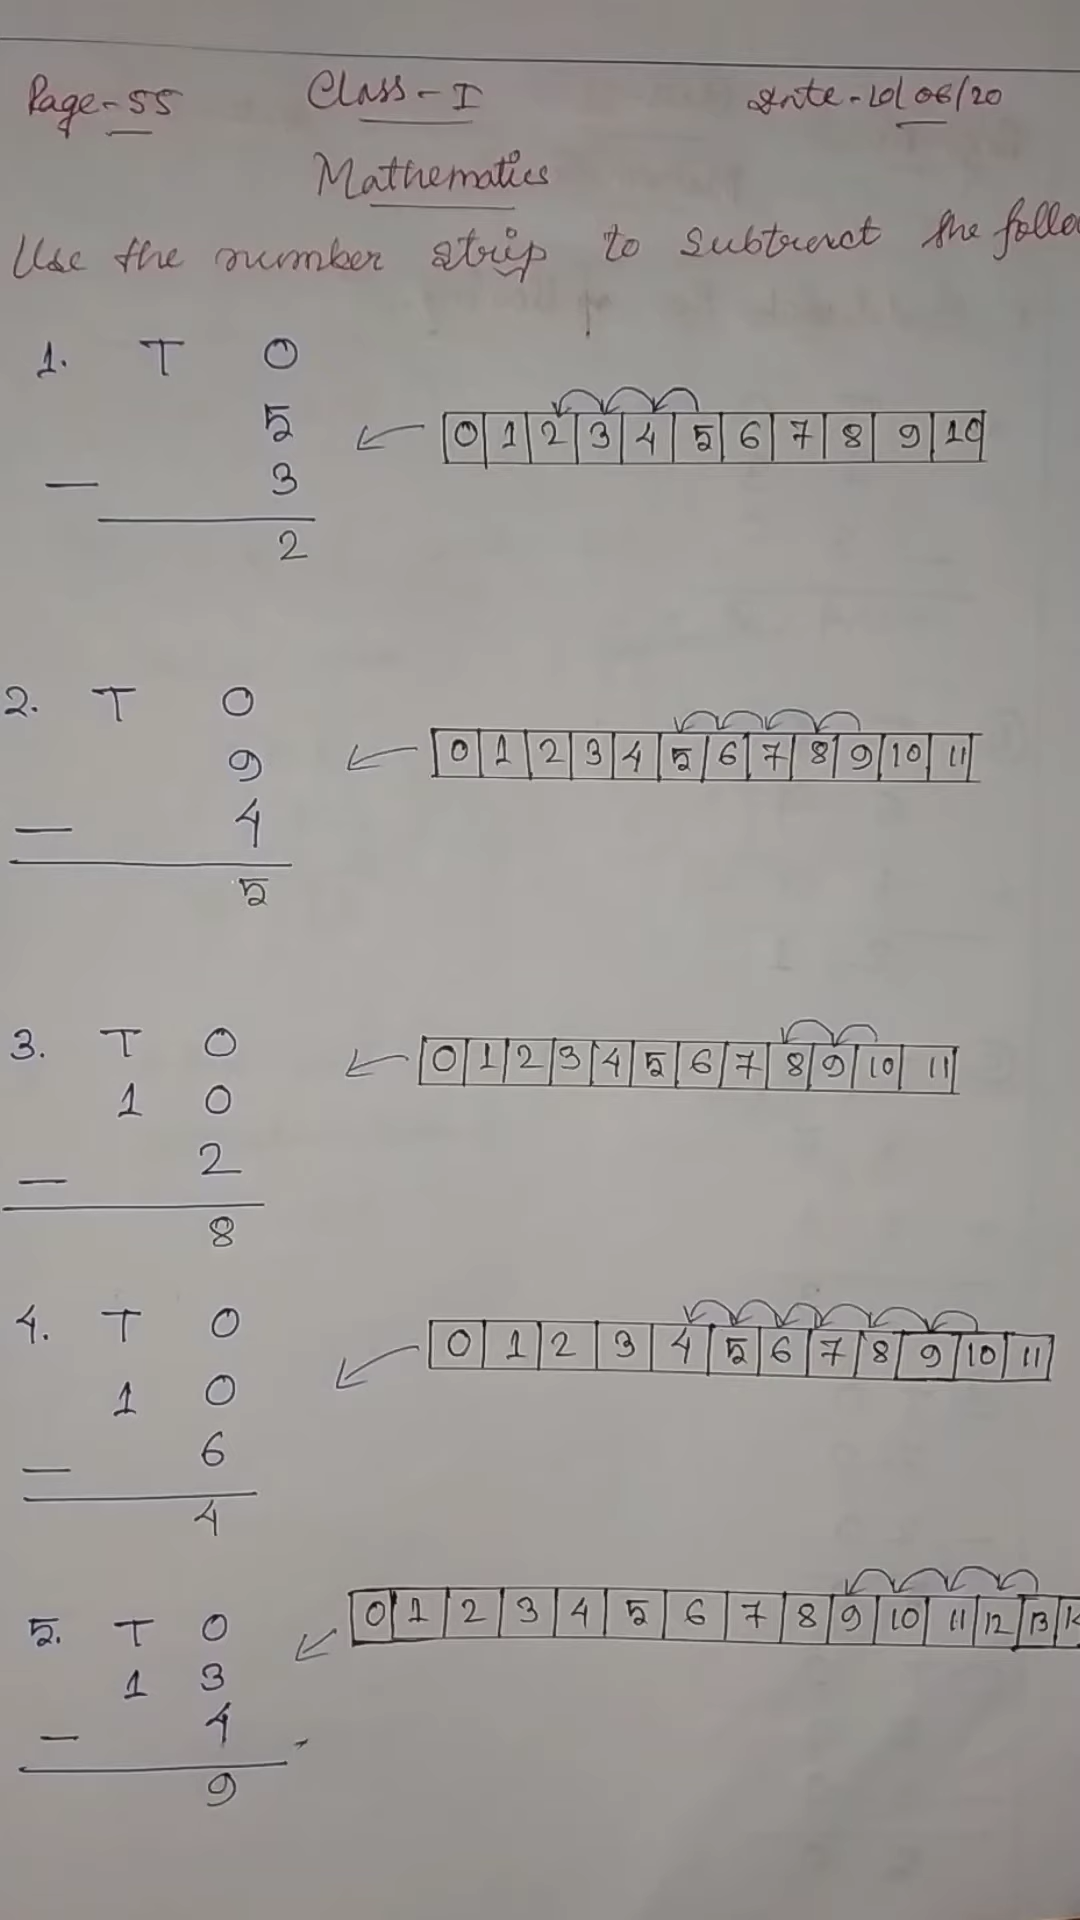 Page-55 Class-I Date-10/06/20
Mathematics
Use the number strip to subtract the
1. T O
5
0 1 2 3 4 5 6 7 8 9 10
- 3
2
2. T O
9
0 1 2 3 4 5 6 7 8 9 10 11
- 4
5
3. T O
0 1 2 3 4 5 6 7 8 9 10 11
1 0
- 2
8
4. T O
0 1 2 3 4 5 6 7 8 9 10 11
1 0
- 6
4
0 1 2 3 4 5 6 7 8 9 10 11 12 13
5. T O
1 3
- 4
9